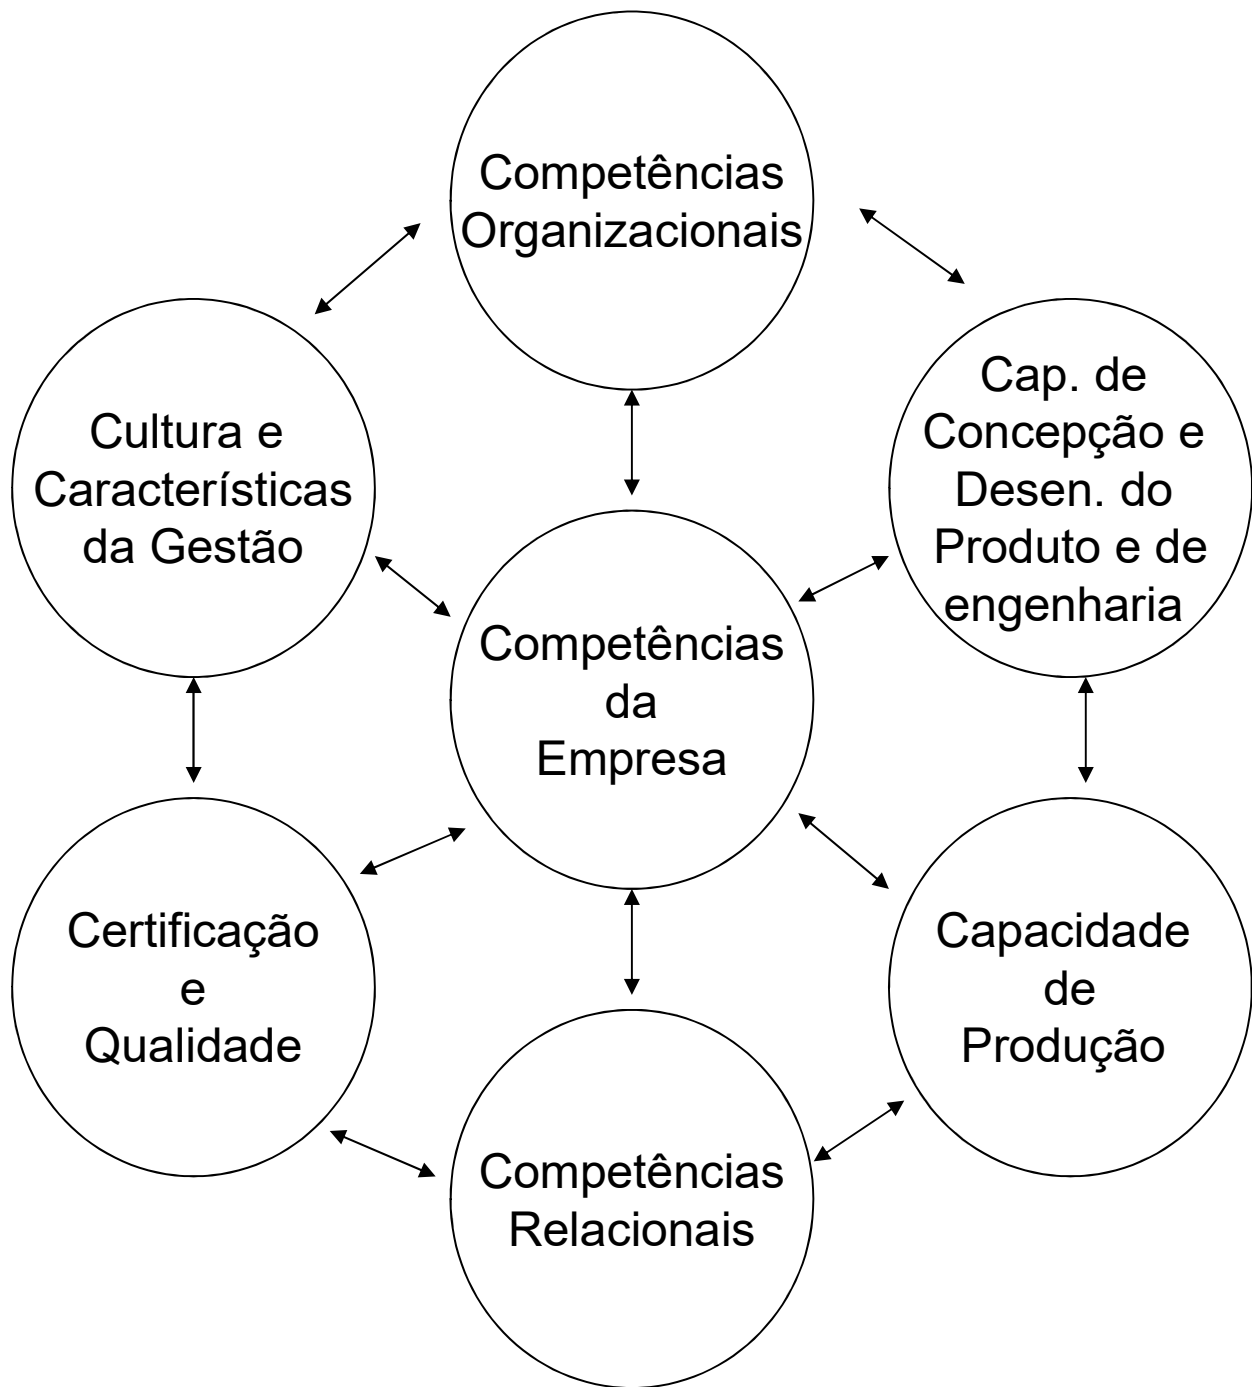 Competências
Organizacionais
Cultura e
Características
da Gestão
Cap. de
Concepção e
Desen. do
Produto e de
engenharia
Competências
da
Empresa
Certificação
e
Qualidade
Capacidade
de
Produção
Competências
Relacionais